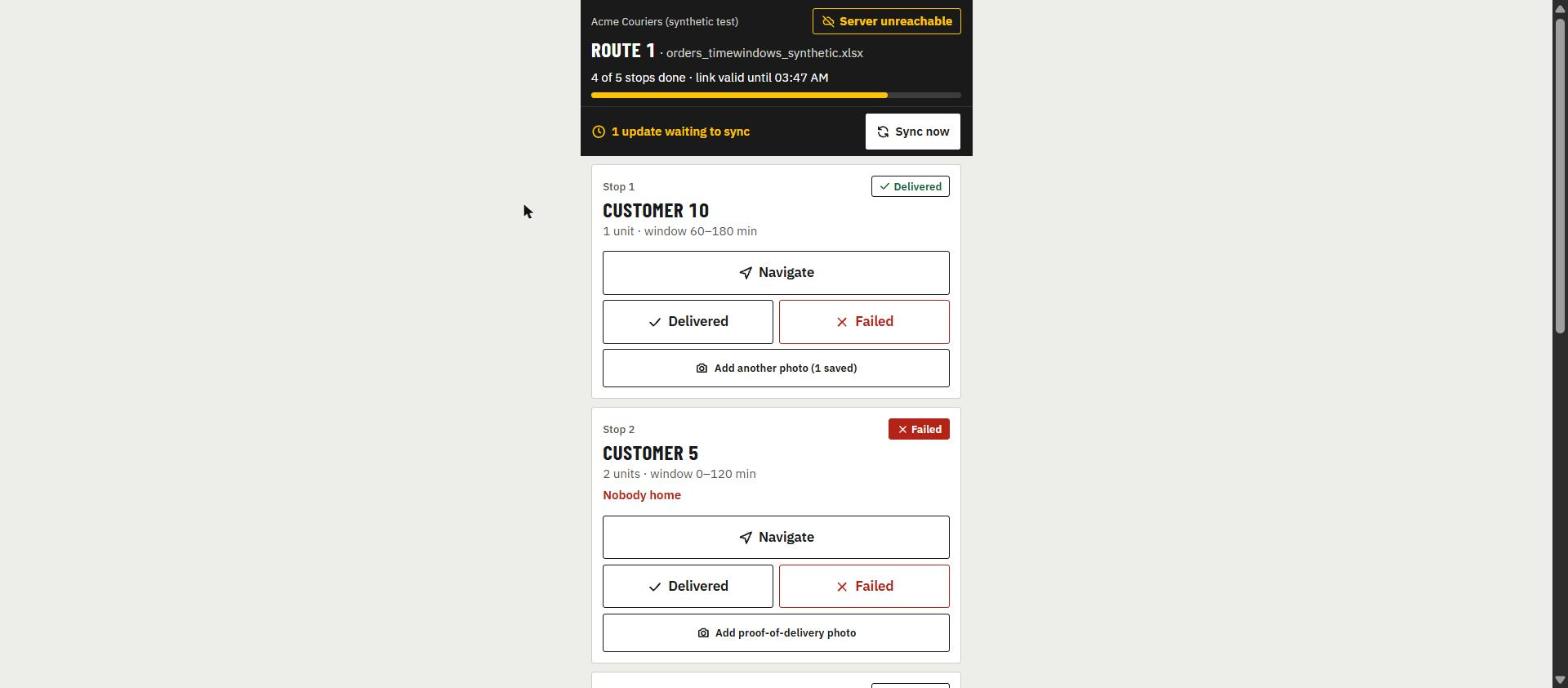 Acme Couriers (synthetic test)
Server unreachable
ROUTE 1 · orders_timewindows_synthetic.xlsx
4 of 5 stops done · link valid until 03:47 AM
1 update waiting to sync
Sync now
Stop 1
Delivered
CUSTOMER 10
1 unit · window 60–180 min
Navigate
Delivered
Failed
Add another photo (1 saved)
Stop 2
Failed
CUSTOMER 5
2 units · window 0–120 min
Nobody home
Navigate
Delivered
Failed
Add proof-of-delivery photo